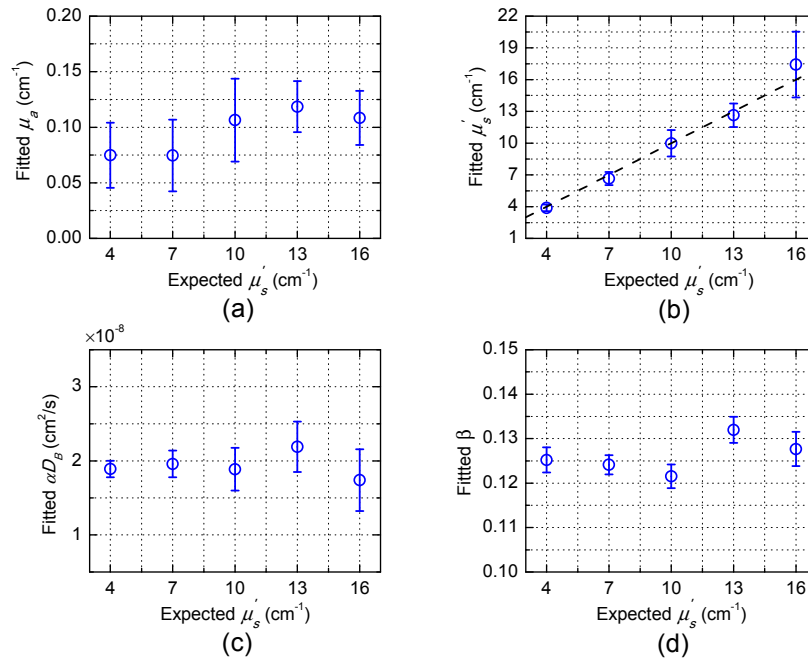 0.20
0.15
0.10
0.05
0.00
Fitted μa (cm-1)
4 7 10 13 16
Expected μs' (cm-1)
(a)
22
19
16
13
10
7
4
1
Fitted μs' (cm-1)
4 7 10 13 16
Expected μs' (cm-1)
(b)
×10-8
3
2
1
Fitted αDB (cm2/s)
4 7 10 13 16
Expected μs' (cm-1)
(c)
0.15
0.14
0.13
0.12
0.11
0.10
Fittted β
4 7 10 13 16
Expected μs' (cm-1)
(d)